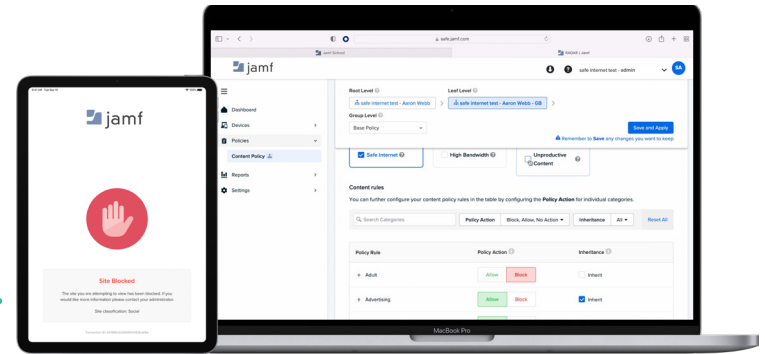 jamf
Site Blocked
The site you are attempting to view has been blocked. If you
would like more information please contact your administrator.
Site classification: Social
safe.jamf.com
Jamf School
RADAR | Jamf
jamf
safe internet test - admin
SA
Dashboard
Devices
Policies
Content Policy
Reports
Settings
Root Level
Leaf Level
safe internet test - Aaron Webb
safe internet test - Aaron Webb - GB
Group Level
Base Policy
Save and Apply
Remember to Save any changes you want to keep
Safe Internet
High Bandwidth
Unproductive
Content
Content rules
You can further configure your content policy rules in the table by configuring the Policy Action for individual categories.
Search Categories
Policy Action
Block, Allow, No Action
Inheritance
All
Reset All
Policy Rule
Policy Action
Inheritance
+ Adult
Allow
Block
Inherit
+ Advertising
Allow
Block
Inherit
MacBook Pro